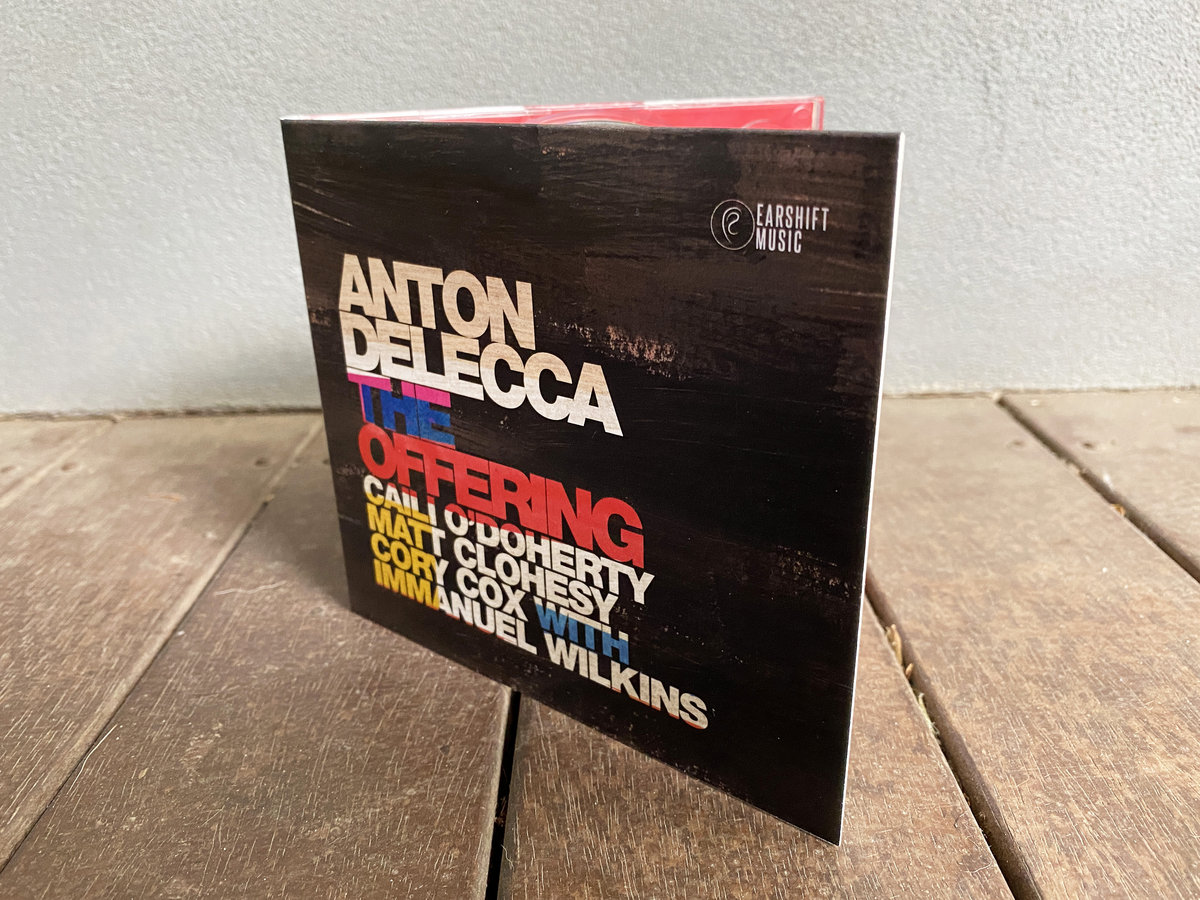 EARSHIFT
MUSIC
ANTON
DELECCA
THE
OFFERING
CAILI O'DOHERTY
MATT CLOHESY
CORY COX WITH
IMMANUEL WILKINS